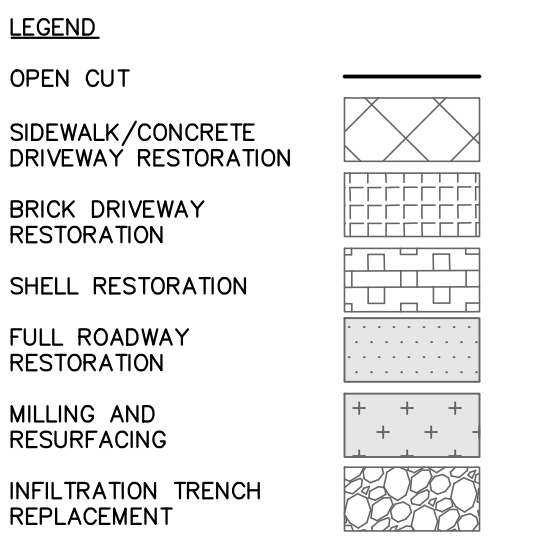 LEGEND
OPEN CUT
SIDEWALK/CONCRETE
DRIVEWAY RESTORATION
BRICK DRIVEWAY
RESTORATION
SHELL RESTORATION
FULL ROADWAY
RESTORATION
MILLING AND
RESURFACING
INFILTRATION TRENCH
REPLACEMENT